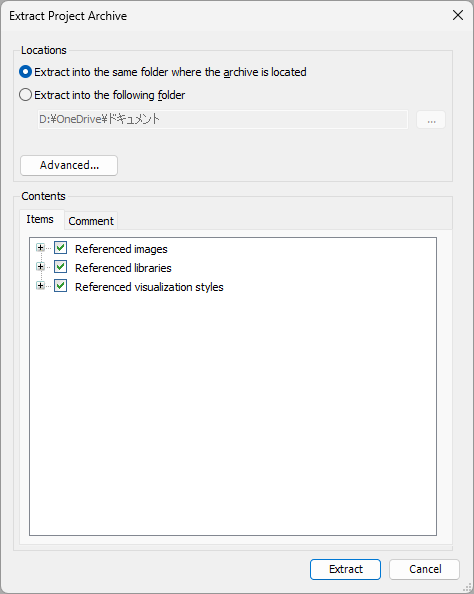 Extract Project Archive
Locations
Extract into the same folder where the archive is located
Extract into the following folder
D:¥OneDrive¥ドキュメント
...
Advanced...
Contents
Items Comment
Referenced images
Referenced libraries
Referenced visualization styles
Extract Cancel